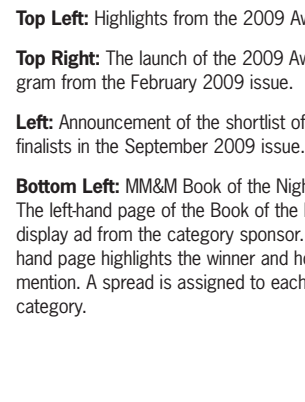 Top Left: Highlights from the 2009 Aw
Top Right: The launch of the 2009 Aw
gram from the February 2009 issue.
Left: Announcement of the shortlist of
finalists in the September 2009 issue.
Bottom Left: MM&M Book of the Nigh
The left-hand page of the Book of the
display ad from the category sponsor.
hand page highlights the winner and ho
mention. A spread is assigned to each
category.